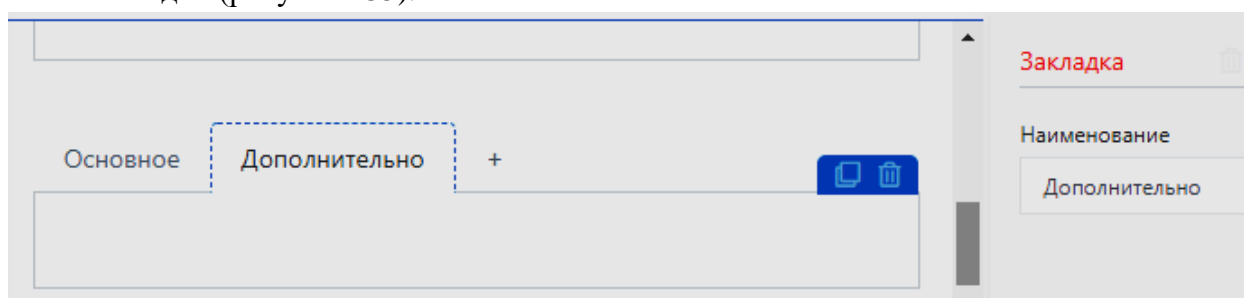 Закладка
Наименование
Основное Дополнительно +
Дополнительно